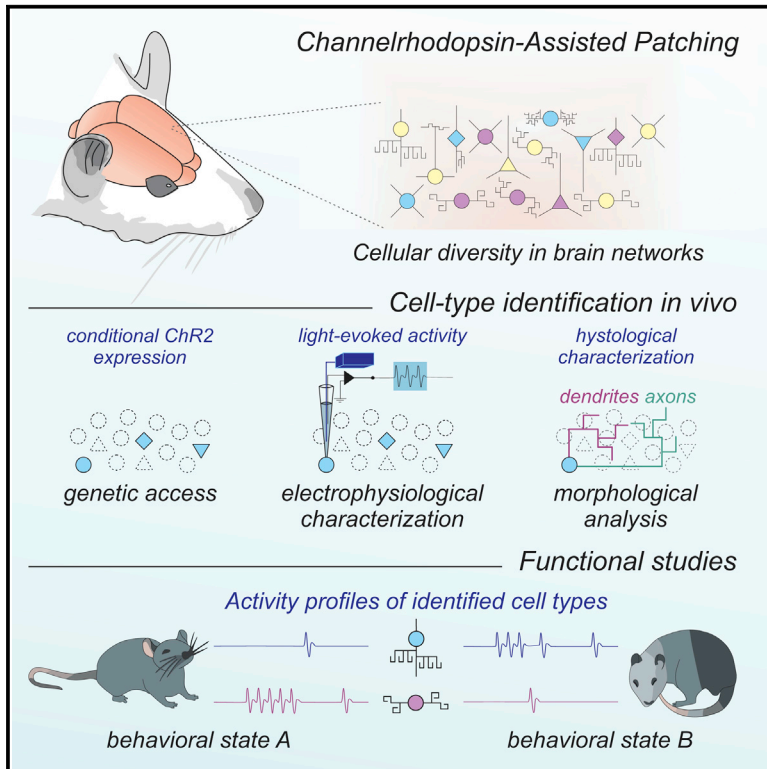 Channelrhodopsin-Assisted Patching
Cellular diversity in brain networks
Cell-type identification in vivo
conditional ChR2
expression
light-evoked activity
hystological
characterization
dendrites axons
genetic access
electrophysiological
characterization
morphological
analysis
Functional studies
Activity profiles of identified cell types
behavioral state A
behavioral state B